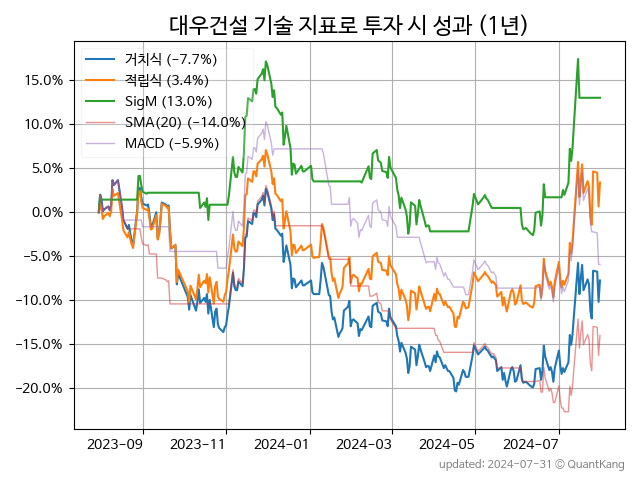 대우건설 기술 지표로 투자 시 성과 (1년)
거치식 (−7.7%)
적립식 (3.4%)
SigM (13.0%)
SMA(20) (−14.0%)
MACD (−5.9%)
15.0%
10.0%
5.0%
0.0%
−5.0%
−10.0%
−15.0%
−20.0%
2023−09 2023−11 2024−01 2024−03 2024−05 2024−07
updated: 2024-07-31 © QuantKang